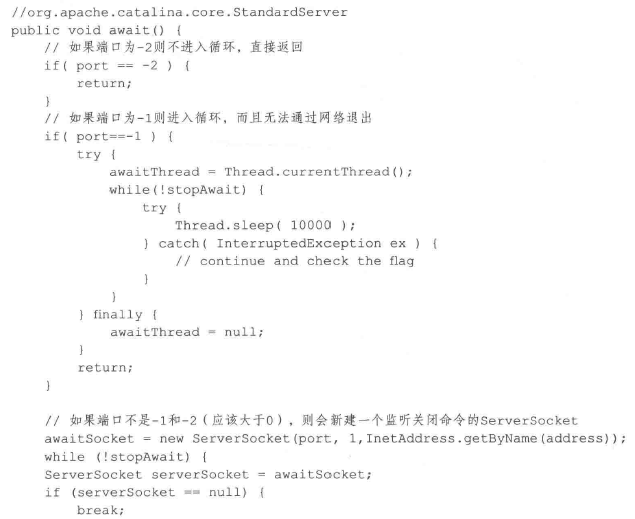 //org.apache.catalina.core.StandardServer
public void await() {
// 如果端口为-2则不进入循环，直接返回
if( port == -2 ) {
return;
}
// 如果端口为-1则进入循环，而且无法通过网络退出
if( port==-1 ) {
try {
awaitThread = Thread.currentThread();
while(!stopAwait) {
try {
Thread.sleep( 10000 );
} catch( InterruptedException ex ) {
// continue and check the flag
}
}
} finally {
awaitThread = null;
}
return;
}
// 如果端口不是-1和-2（应该大于0），则会新建一个监听关闭命令的ServerSocket
awaitSocket = new ServerSocket(port, 1,InetAddress.getByName(address));
while (!stopAwait) {
ServerSocket serverSocket = awaitSocket;
if (serverSocket == null) {
break;